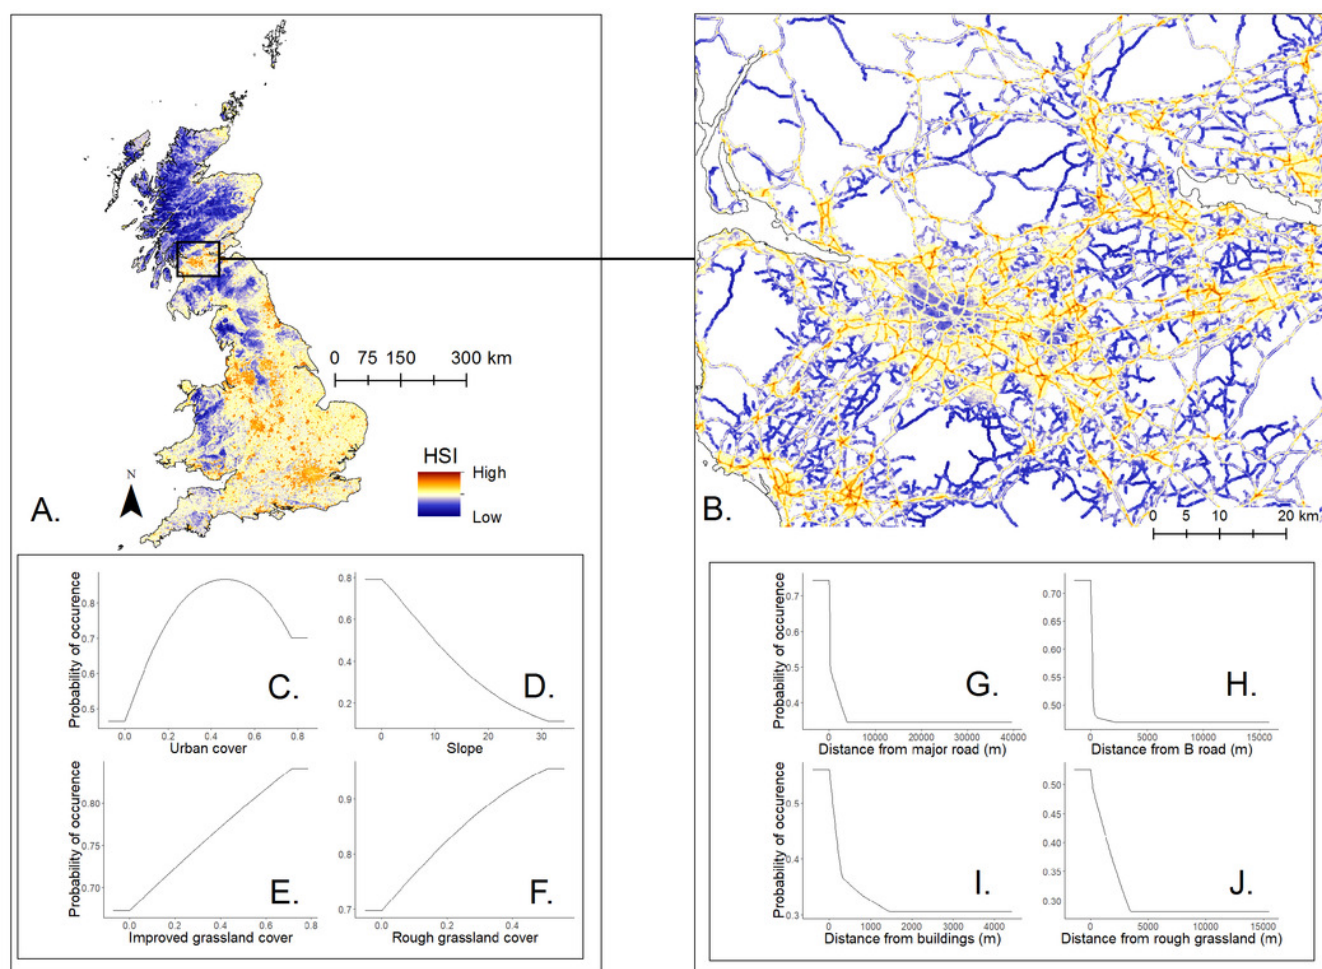 0 75 150 300 km
HSI
High
Low
N
A.
B.
0 5 10 20 km
Probability of occurence
0.8
0.7
0.6
0.5
0.0 0.2 0.4 0.6 0.8
Urban cover
C.
0.8
0.6
0.4
0.2
0 10 20 30
Slope
D.
Probability of occurence
0.80
0.75
0.70
0.0 0.2 0.4 0.6 0.8
Improved grassland cover
E.
0.9
0.8
0.7
0.0 0.2 0.4
Rough grassland cover
F.
Probability of occurence
0.7
0.6
0.5
0.4
0 10000 20000 30000 40000
Distance from major road (m)
G.
0.70
0.65
0.60
0.55
0.50
0 5000 10000 15000
Distance from B road (m)
H.
Probability of occurence
0.5
0.4
0.3
0 1000 2000 3000 4000
Distance from buildings (m)
I.
0.50
0.45
0.40
0.35
0.30
0 5000 10000 15000
Distance from rough grassland (m)
J.